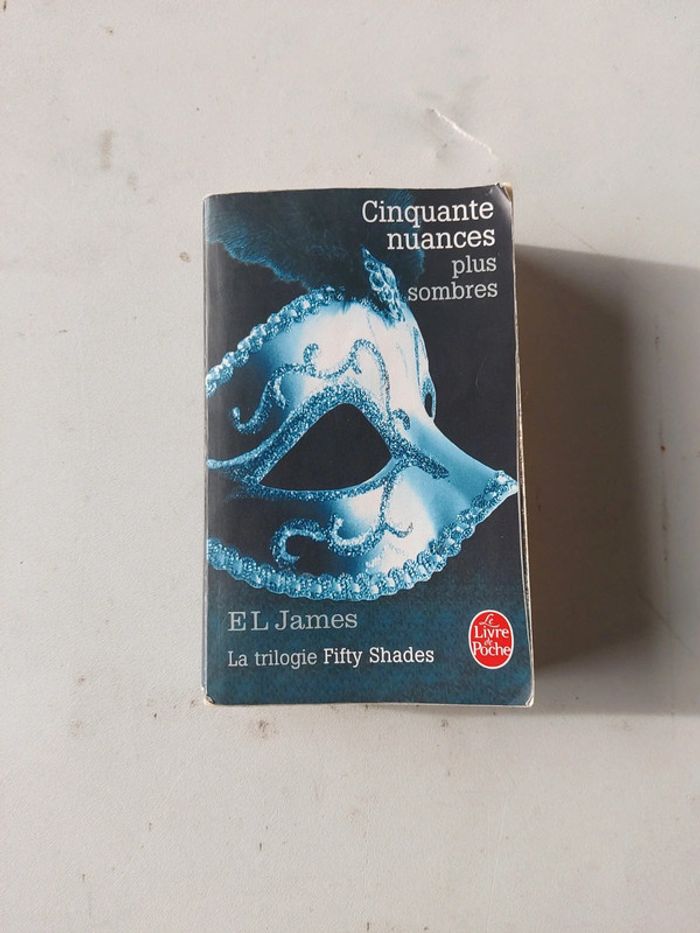 Cinquante
nuances
plus
sombres
E L James
La trilogie Fifty Shades
Le
Livre
de
Poche